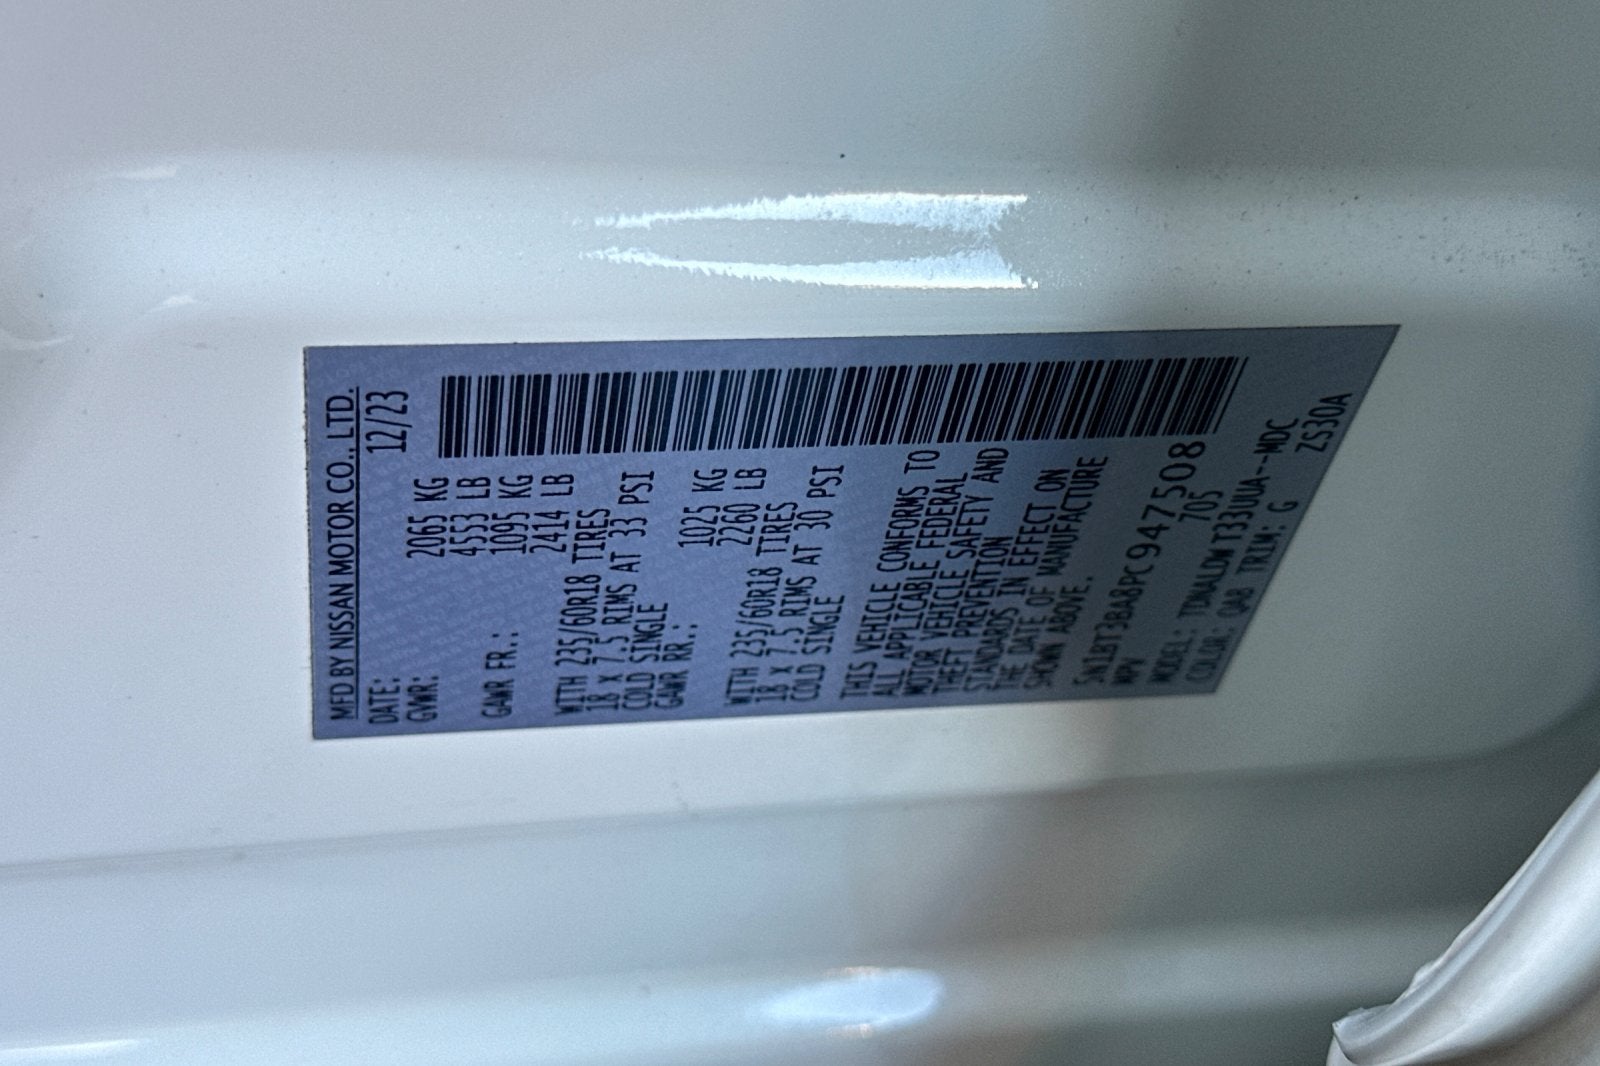 MFD BY NISSAN MOTOR CO., LTD.
DATE: 12/23
GVWR: 2065 KG
4553 LB
GAWR FR.: 1095 KG
2414 LB
WITH 235/60R18 TIRES
18 X 7.5 RIMS AT 33 PSI
COLD SINGLE
GAWR RR.: 1025 KG
2260 LB
WITH 235/60R18 TIRES
18 X 7.5 RIMS AT 30 PSI
COLD SINGLE
THIS VEHICLE CONFORMS TO
ALL APPLICABLE FEDERAL
MOTOR VEHICLE SAFETY AND
THEFT PREVENTION
STANDARDS IN EFFECT ON
THE DATE OF MANUFACTURE
SHOWN ABOVE.
5N1BT3BA8PC947508
MPV 705
MODEL: TDNALDWT33UUA--MDC
COLOR: QAB TRIM: G ZS30A